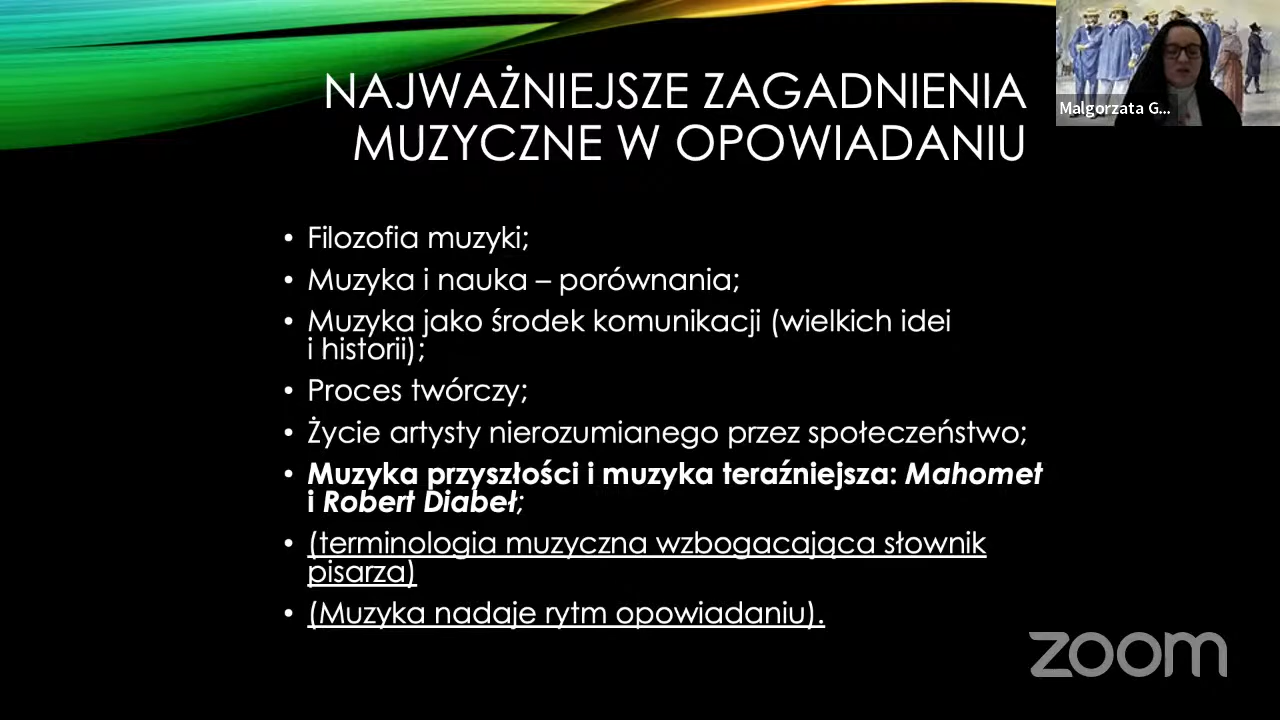 NAJWAŻNIEJSZE ZAGADNIENIA
MUZYCZNE W OPOWIADANIU
Malgorzata G...
• Filozofia muzyki;
• Muzyka i nauka – porównania;
• Muzyka jako środek komunikacji (wielkich idei
i historii);
• Proces twórczy;
• Życie artysty nierozumianego przez społeczeństwo;
• Muzyka przyszłości i muzyka teraźniejsza: Mahomet
i Robert Diabeł;
• (terminologia muzyczna wzbogacająca słownik
pisarza)
• (Muzyka nadaje rytm opowiadaniu).
zoom